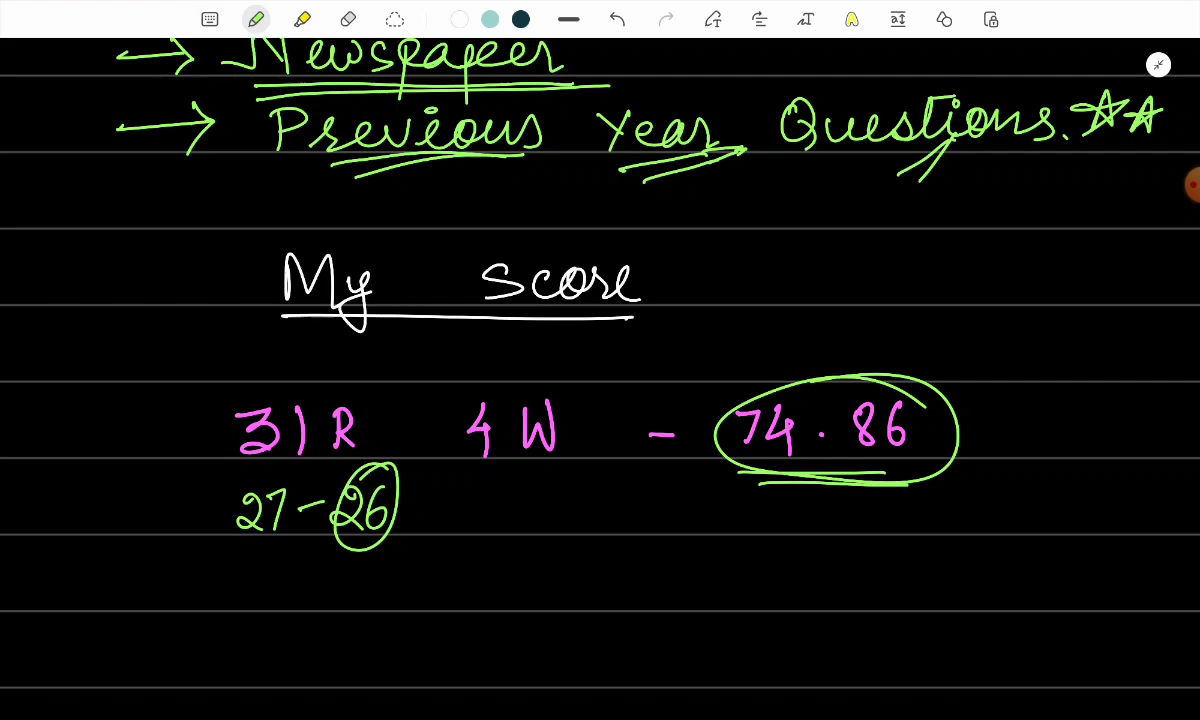 → Newspaper
→ Previous Year Questions. ☆☆
My Score
31 R 4 W - 74.86
27-26